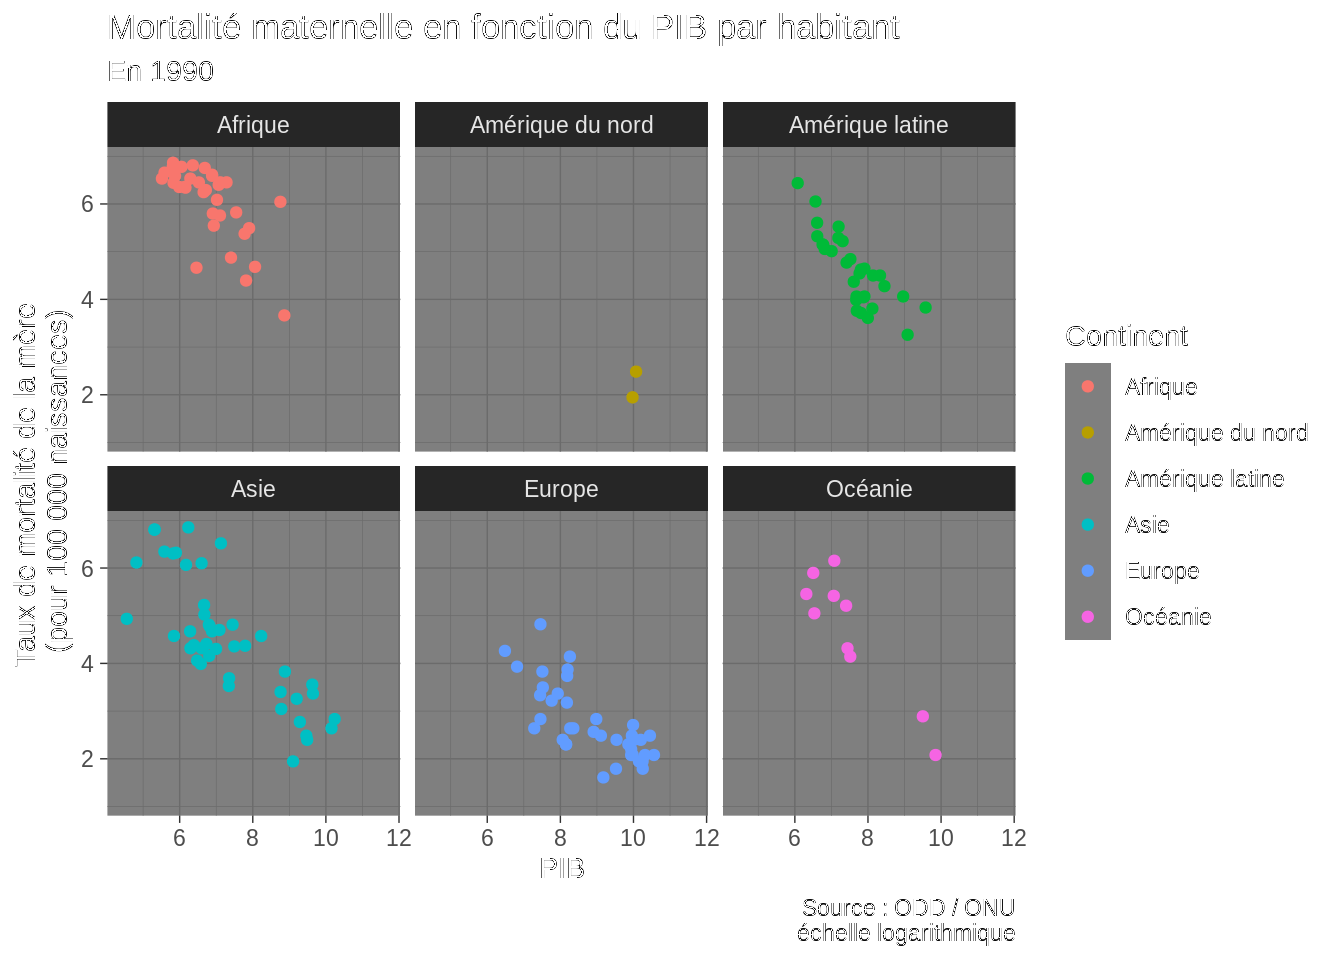 Mortalité maternelle en fonction du PIB par habitant
En 1990
Afrique
Amérique du nord
Amérique latine
6
4
2
Asie
Europe
Océanie
6
4
2
6 8 10 12
6 8 10 12
6 8 10 12
Taux de mortalité de la mère
(pour 100 000 naissances)
PIB
Continent
Afrique
Amérique du nord
Amérique latine
Asie
Europe
Océanie
Source : ODD / ONU
échelle logarithmique